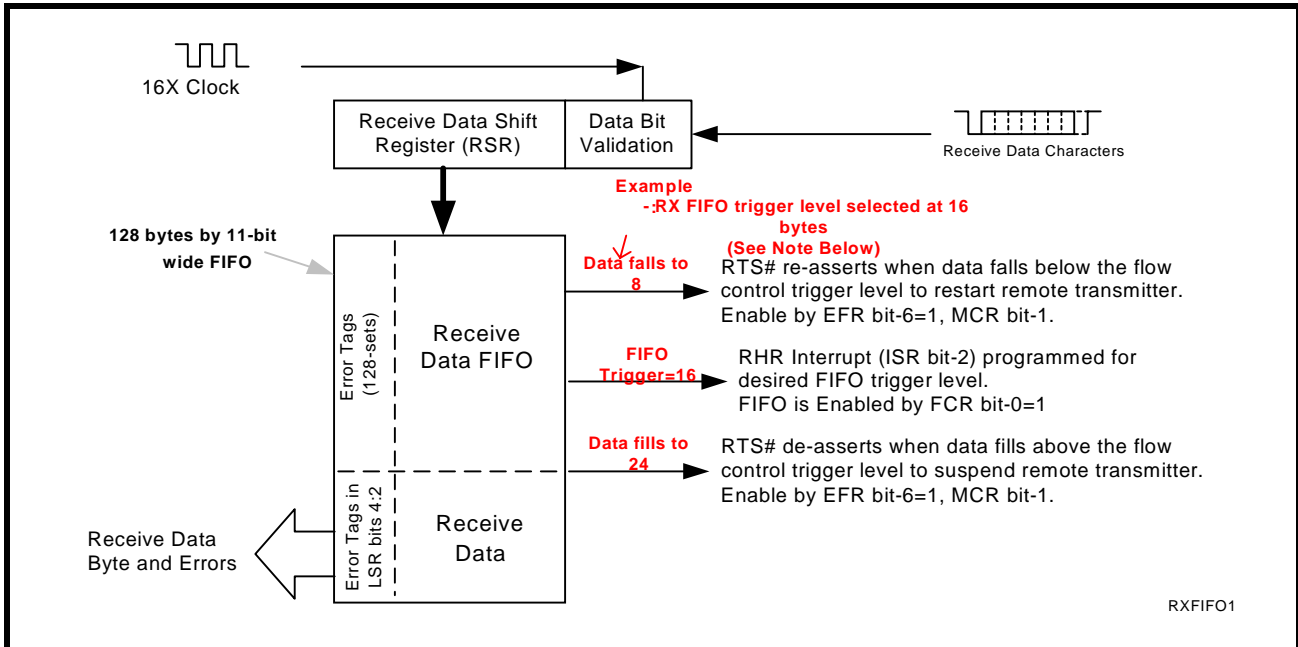 16X Clock
Receive Data Shift
Register (RSR)
Data Bit
Validation
Receive Data Characters
Example
-:RX FIFO trigger level selected at 16
bytes
(See Note Below)
128 bytes by 11-bit
wide FIFO
Data falls to
8
RTS# re-asserts when data falls below the flow
control trigger level to restart remote transmitter.
Enable by EFR bit-6=1, MCR bit-1.
Error Tags
(128-sets)
Receive
Data FIFO
FIFO
Trigger=16
RHR Interrupt (ISR bit-2) programmed for
desired FIFO trigger level.
FIFO is Enabled by FCR bit-0=1
Data fills to
24
RTS# de-asserts when data fills above the flow
control trigger level to suspend remote transmitter.
Enable by EFR bit-6=1, MCR bit-1.
Error Tags in
LSR bits 4:2
Receive
Data
Receive Data
Byte and Errors
RXFIFO1